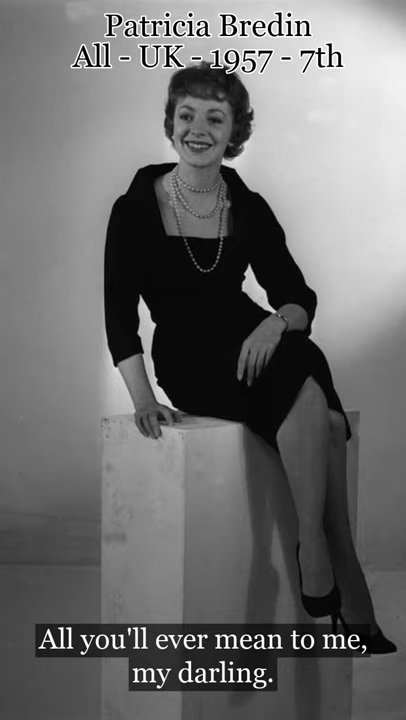 Patricia Bredin
All - UK - 1957 - 7th
All you'll ever mean to me,
my darling.